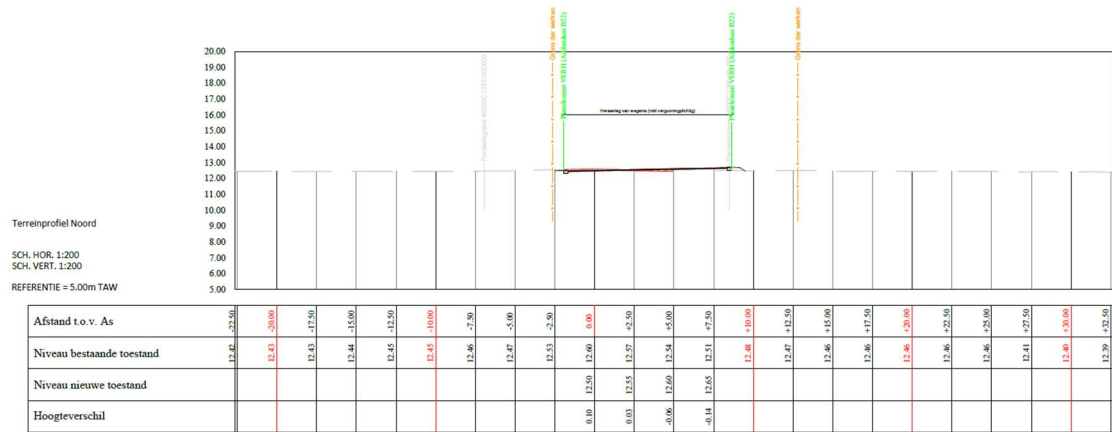 Grens der werken
Planelement VERH (Addendum B22)
Planelement VERH (Addendum B22)
Grens der werken
Heraanleg van wegenis (niet vergunningplichtig)
20.00
19.00
18.00
17.00
16.00
15.00
14.00
13.00
12.00
11.00
10.00
9.00
8.00
7.00
6.00
5.00
Terreinprofiel Noord
SCH. HOR. 1:200
SCH. VERT. 1:200
REFERENTIE = 5.00m TAW
Afstand t.o.v. As -22.50 -20.00 -17.50 -15.00 -12.50 -10.00 -7.50 -5.00 -2.50 0.00 +2.50 +5.00 +7.50 +10.00 +12.50 +15.00 +17.50 +20.00 +22.50 +25.00 +27.50 +30.00 +32.50
Niveau bestaande toestand 12.42 12.43 12.43 12.44 12.45 12.45 12.46 12.47 12.53 12.60 12.57 12.54 12.51 12.48 12.47 12.46 12.46 12.46 12.46 12.46 12.41 12.40 12.39
Niveau nieuwe toestand 12.50 12.55 12.60 12.65
Hoogteverschil 0.10 0.03 -0.06 -0.14